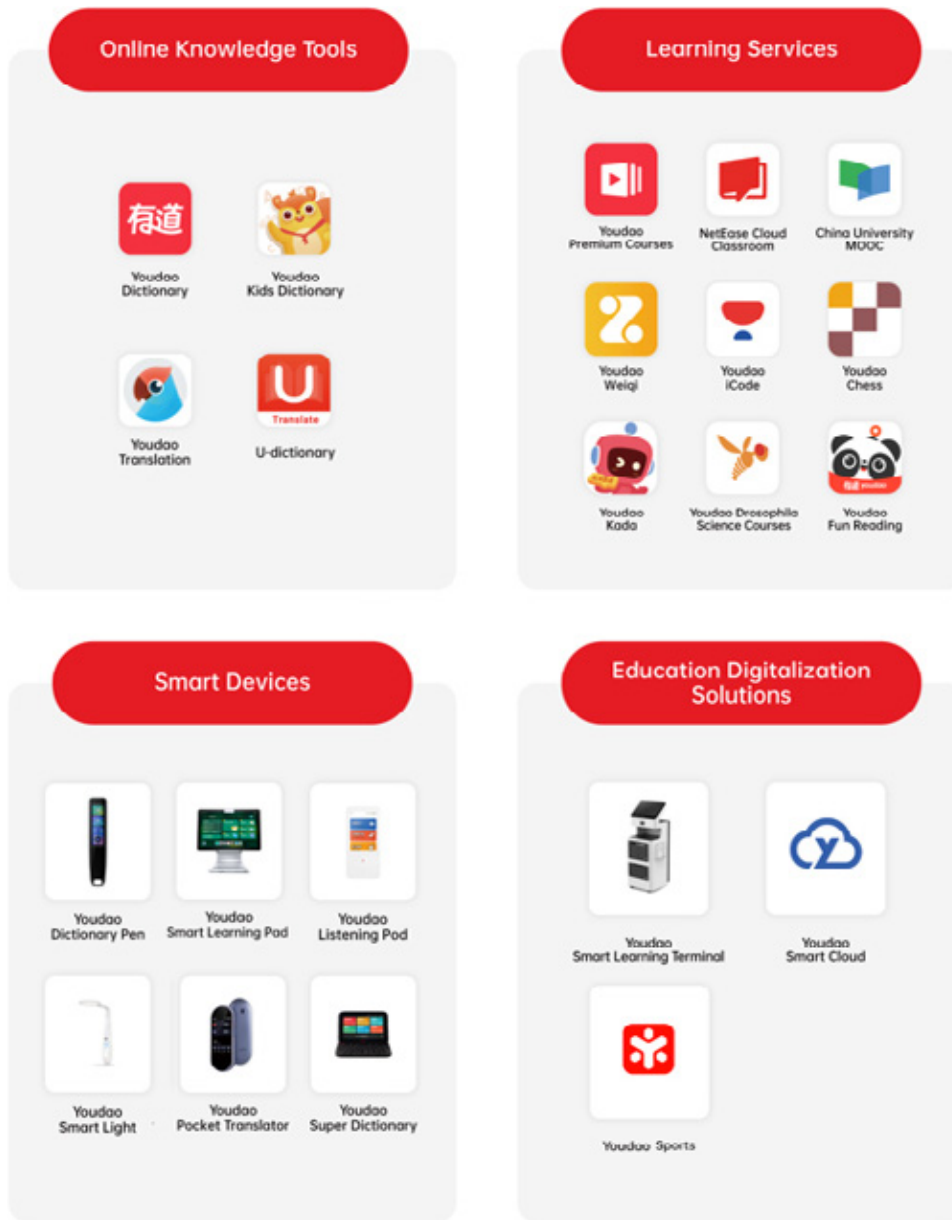 Online Knowledge Tools
有道
Youdao
Dictionary
Youdao
Kids Dictionary
Youdao
Translation
U
Translate
U-dictionary
Learning Services
Youdao
Premium Courses
NetEase Cloud
Classroom
China University
MOOC
Youdao
Weiqi
Youdao
iCode
Youdao
Chess
Youdao
Kada
Youdao Drosophila
Science Courses
有道 youdao
Youdao
Fun Reading
Smart Devices
Youdao
Dictionary Pen
Youdao
Smart Learning Pad
Youdao
Listening Pod
Youdao
Smart Light
Youdao
Pocket Translator
Youdao
Super Dictionary
Education Digitalization
Solutions
Youdao
Smart Learning Terminal
y
Youdao
Smart Cloud
Youdao Sports